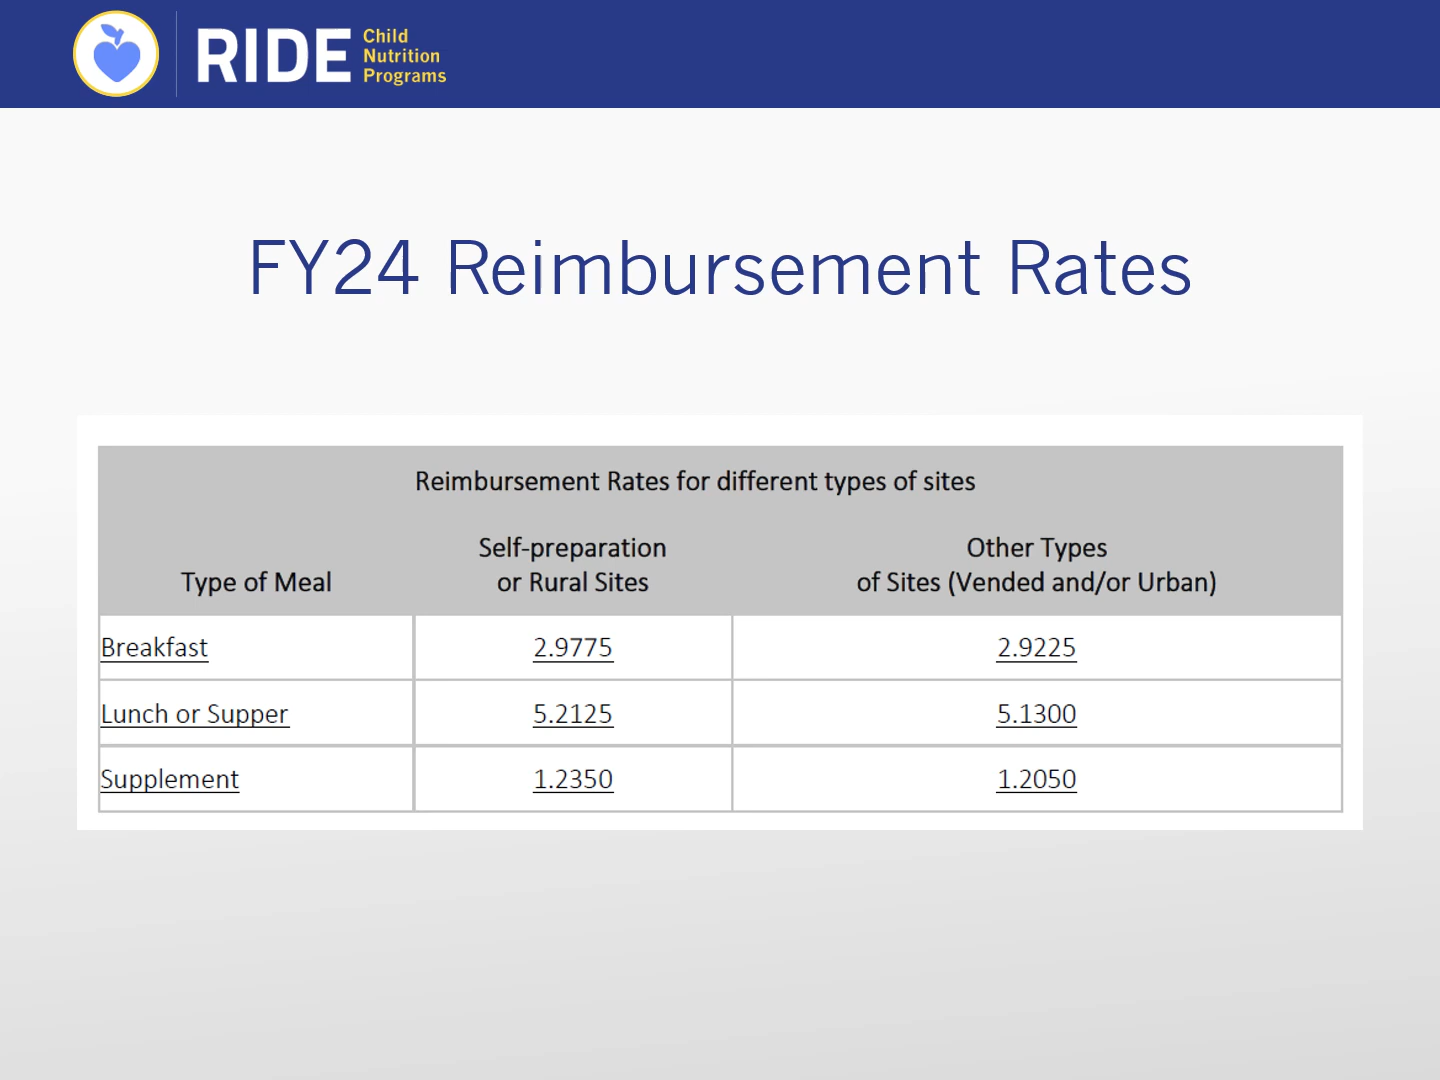 RIDE
Child
Nutrition
Programs
FY24 Reimbursement Rates
Reimbursement Rates for different types of sites
Type of Meal
Self-preparation
or Rural Sites
Other Types
of Sites (Vended and/or Urban)
Breakfast 2.9775 2.9225
Lunch or Supper 5.2125 5.1300
Supplement 1.2350 1.2050